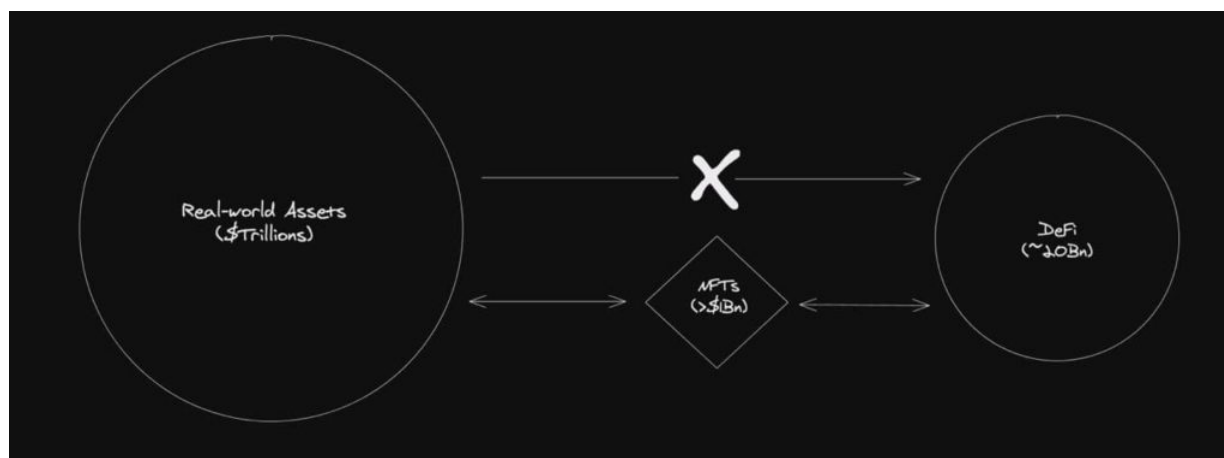 Real-world Assets
($Trillions)
X
NFTs
(>$1Bn)
DeFi
(~20Bn)